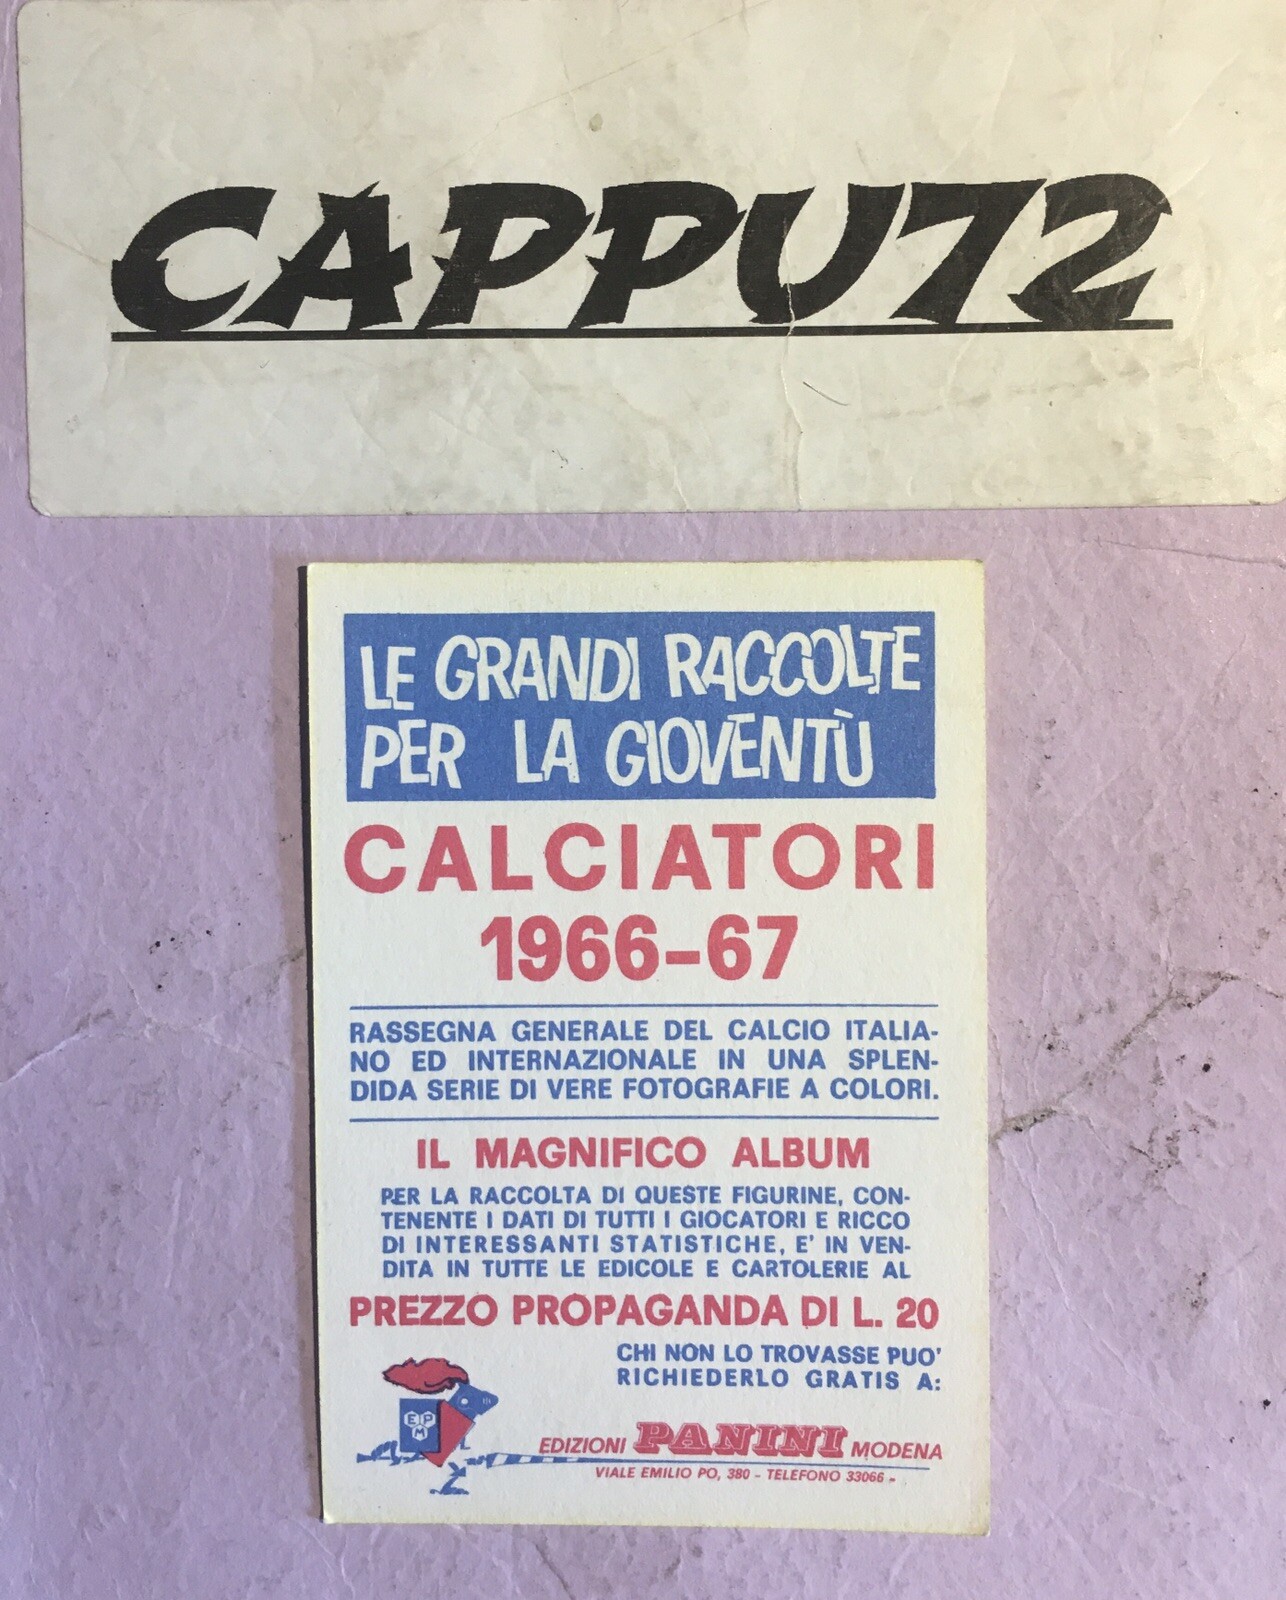 CAPPU72
LE GRANDI RACCOLTE
PER LA GIOVENTÙ
CALCIATORI
1966-67
RASSEGNA GENERALE DEL CALCIO ITALIA-
NO ED INTERNAZIONALE IN UNA SPLEN-
DIDA SERIE DI VERE FOTOGRAFIE A COLORI.
IL MAGNIFICO ALBUM
PER LA RACCOLTA DI QUESTE FIGURINE, CON-
TENENTE I DATI DI TUTTI I GIOCATORI E RICCO
DI INTERESSANTI STATISTICHE, E' IN VEN-
DITA IN TUTTE LE EDICOLE E CARTOLERIE AL
PREZZO PROPAGANDA DI L. 20
CHI NON LO TROVASSE PUO'
RICHIEDERLO GRATIS A:
EPM
EDIZIONI PANINI MODENA
VIALE EMILIO PO, 380 - TELEFONO 33066 -